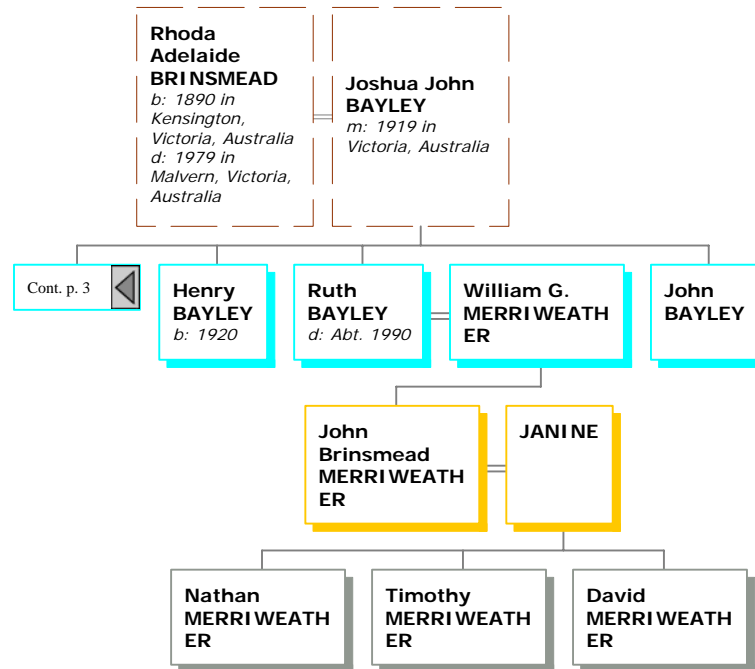 Rhoda
Adelaide
BRINSMEAD
b: 1890 in
Kensington,
Victoria, Australia
d: 1979 in
Malvern, Victoria,
Australia
Joshua John
BAYLEY
m: 1919 in
Victoria, Australia
Cont. p. 3
Henry
BAYLEY
b: 1920
Ruth
BAYLEY
d: Abt. 1990
William G.
MERRIWEATH
ER
John
BAYLEY
John
Brinsmead
MERRIWEATH
ER
JANINE
Nathan
MERRIWEATH
ER
Timothy
MERRIWEATH
ER
David
MERRIWEATH
ER